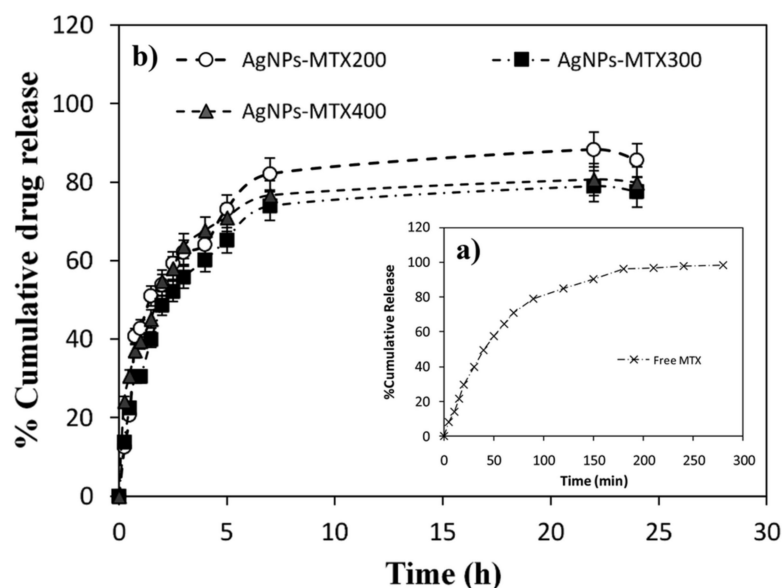 120
b)
AgNPs-MTX200
AgNPs-MTX300
AgNPs-MTX400
100
80
60
40
20
0
% Cumulative drug release
0 5 10 15 20 25 30
Time (h)
a)
120
100
80
60
40
20
0
%Cumulative Release
Free MTX
0 50 100 150 200 250 300
Time (min)